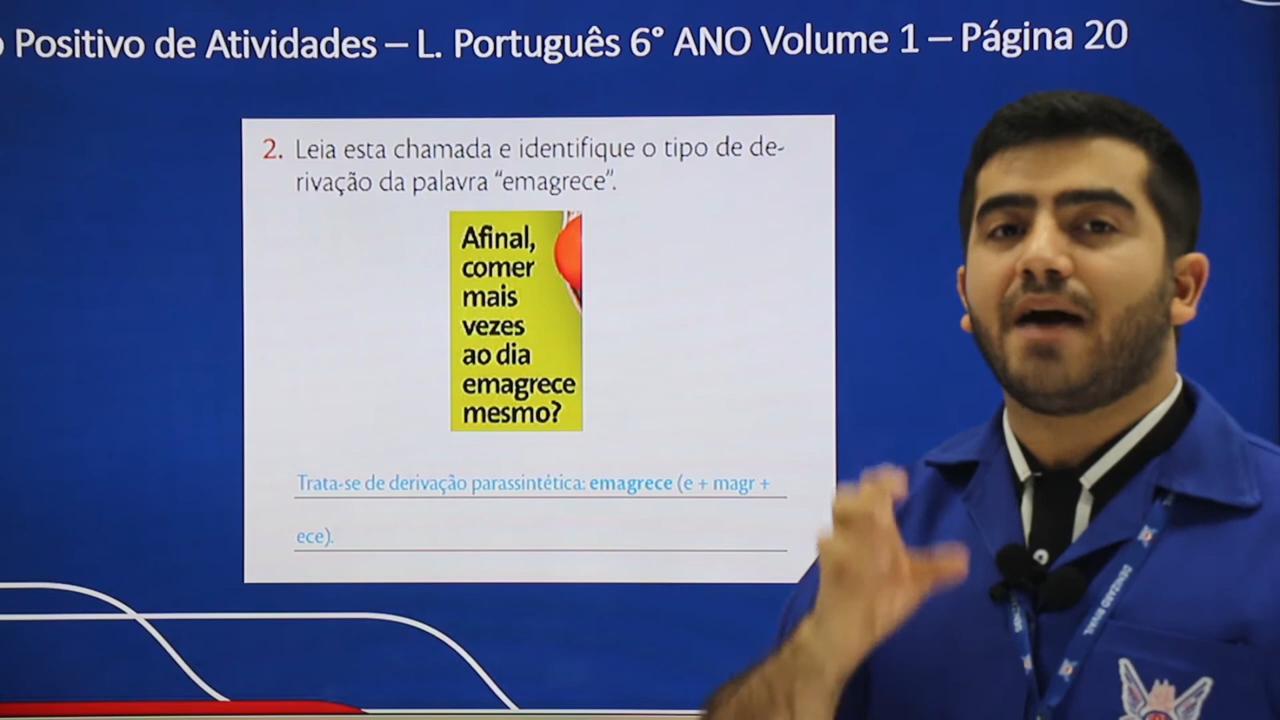 o Positivo de Atividades – L. Português 6° ANO Volume 1 – Página 20
2. Leia esta chamada e identifique o tipo de de-
rivação da palavra “emagrece”.
Afinal,
comer
mais
vezes
ao dia
emagrece
mesmo?
Trata-se de derivação parassintética: emagrece (e + magr +
ece).
DENIZARD RIVAIL